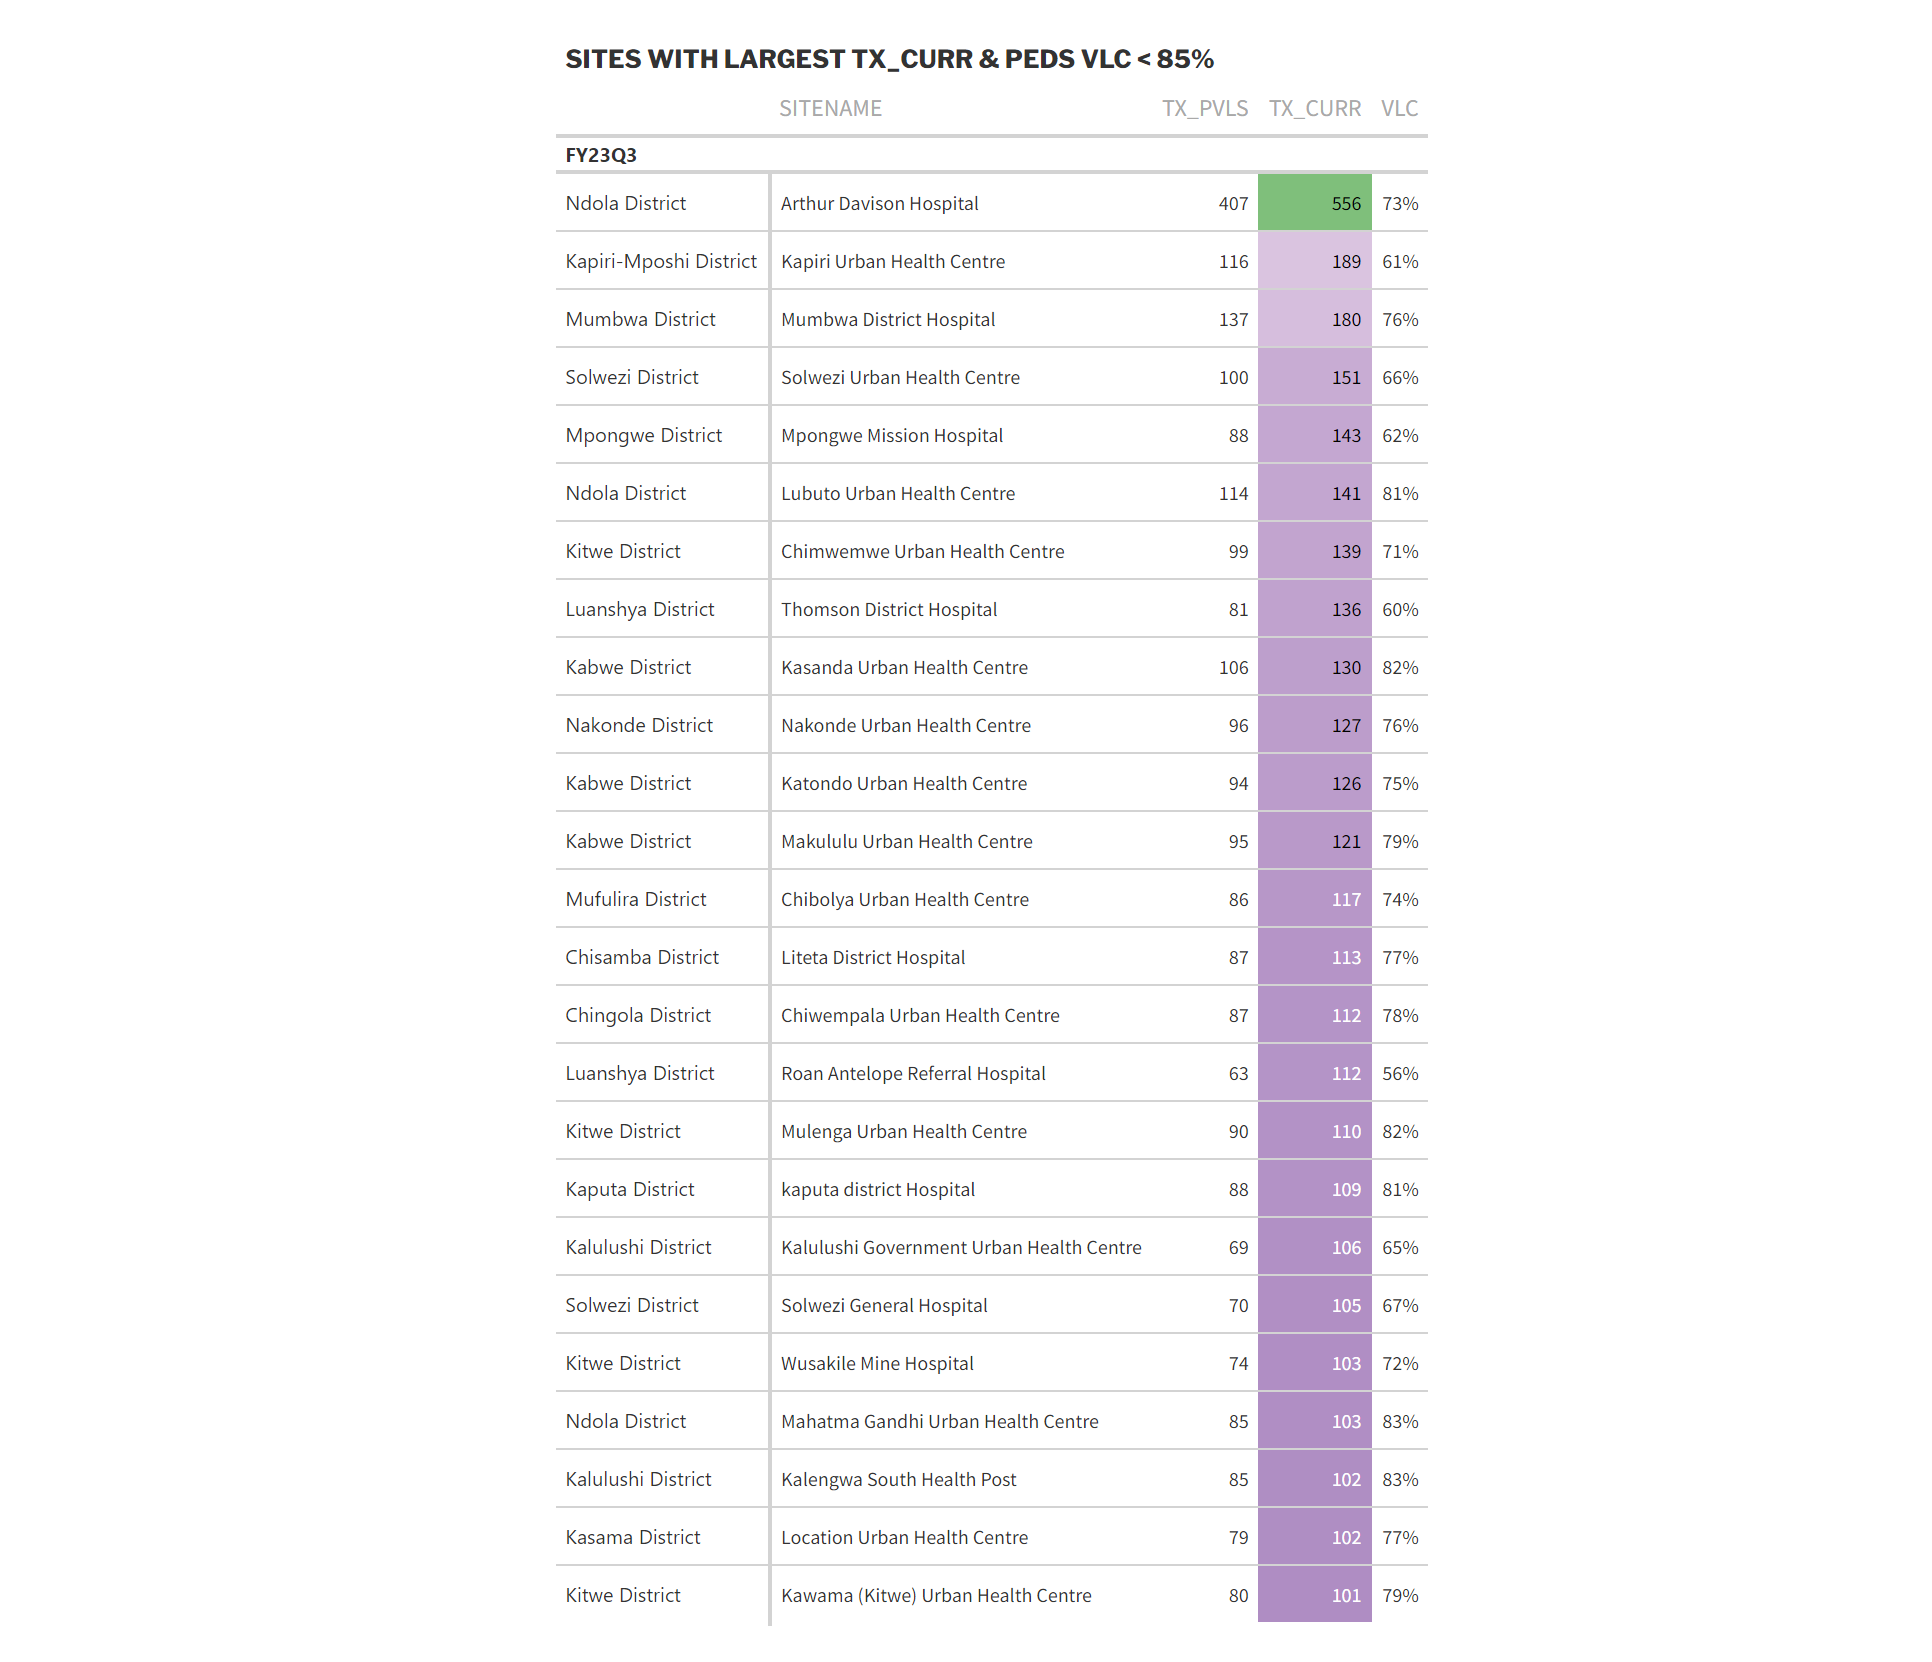 SITES WITH LARGEST TX_CURR & PEDS VLC < 85%
SITENAME TX_PVLS TX_CURR VLC
FY23Q3
Ndola District Arthur Davison Hospital 407 556 73%
Kapiri-Mposhi District Kapiri Urban Health Centre 116 189 61%
Mumbwa District Mumbwa District Hospital 137 180 76%
Solwezi District Solwezi Urban Health Centre 100 151 66%
Mpongwe District Mpongwe Mission Hospital 88 143 62%
Ndola District Lubuto Urban Health Centre 114 141 81%
Kitwe District Chimwemwe Urban Health Centre 99 139 71%
Luanshya District Thomson District Hospital 81 136 60%
Kabwe District Kasanda Urban Health Centre 106 130 82%
Nakonde District Nakonde Urban Health Centre 96 127 76%
Kabwe District Katondo Urban Health Centre 94 126 75%
Kabwe District Makululu Urban Health Centre 95 121 79%
Mufulira District Chibolya Urban Health Centre 86 117 74%
Chisamba District Liteta District Hospital 87 113 77%
Chingola District Chiwempala Urban Health Centre 87 112 78%
Luanshya District Roan Antelope Referral Hospital 63 112 56%
Kitwe District Mulenga Urban Health Centre 90 110 82%
Kaputa District kaputa district Hospital 88 109 81%
Kalulushi District Kalulushi Government Urban Health Centre 69 106 65%
Solwezi District Solwezi General Hospital 70 105 67%
Kitwe District Wusakile Mine Hospital 74 103 72%
Ndola District Mahatma Gandhi Urban Health Centre 85 103 83%
Kalulushi District Kalengwa South Health Post 85 102 83%
Kasama District Location Urban Health Centre 79 102 77%
Kitwe District Kawama (Kitwe) Urban Health Centre 80 101 79%